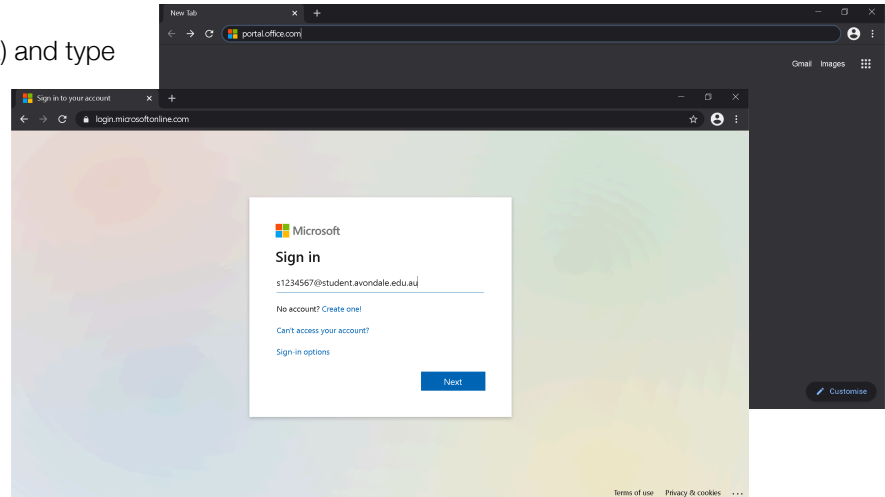 New Tab
portal.office.com
) and type
Gmail Images
Sign in to your account
login.microsoftonline.com
Microsoft
Sign in
s1234567@student.avondale.edu.au
No account? Create one!
Can't access your account?
Sign-in options
Next
Customise
Terms of use Privacy & cookies ...